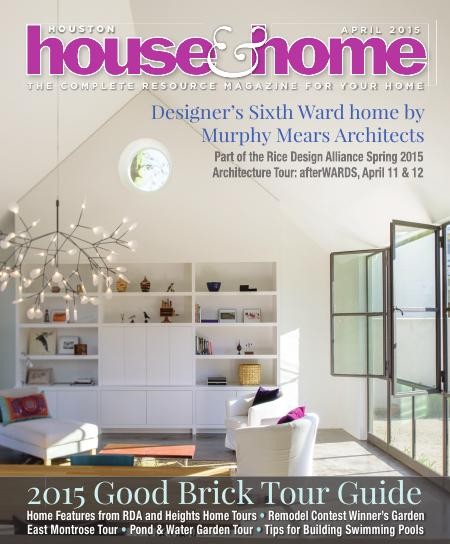 HOUSTON
APRIL 2015
house&home
THE COMPLETE RESOURCE MAGAZINE FOR YOUR HOME
Designer's Sixth Ward home by
Murphy Mears Architects
Part of the Rice Design Alliance Spring 2015
Architecture Tour: afterWARDS, April 11 & 12
2015 Good Brick Tour Guide
Home Features from RDA and Heights Home Tours • Remodel Contest Winner's Garden
East Montrose Tour • Pond & Water Garden Tour • Tips for Building Swimming Pools